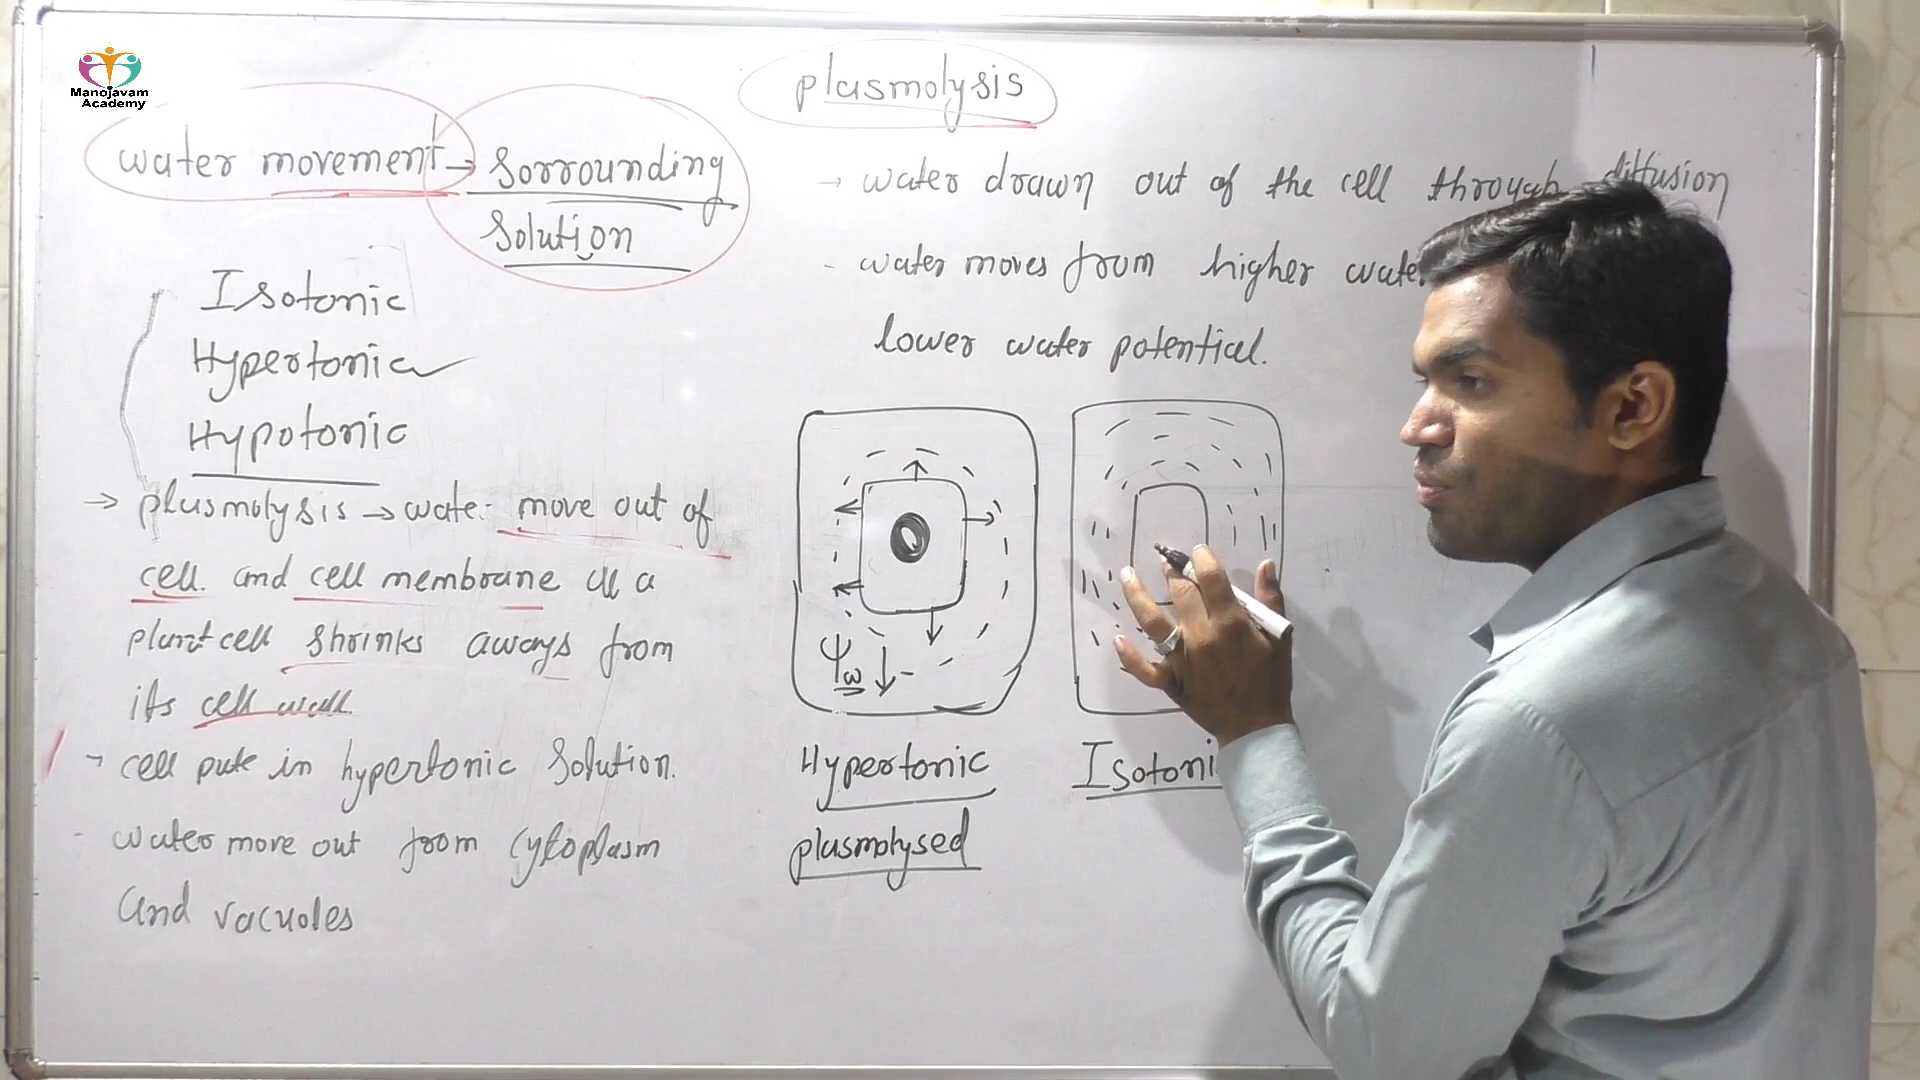 Manojavam
Academy
plasmolysis
water movement → Sorrounding
Solution
Isotonic
Hypertonic
Hypotonic
→ plasmolysis → wate move out of
cell. and cell membrane of a
plant cell shrinks aways from
its cell wall.
→ cell put in hypertonic Solution.
- water move out from Cytoplasm
and vacuoles
→ water drawn out of the cell through diffusion
- water moves from higher wate
lower water potential.
Ψw ↓ -
Hypertonic
plasmolysed
Isotoni